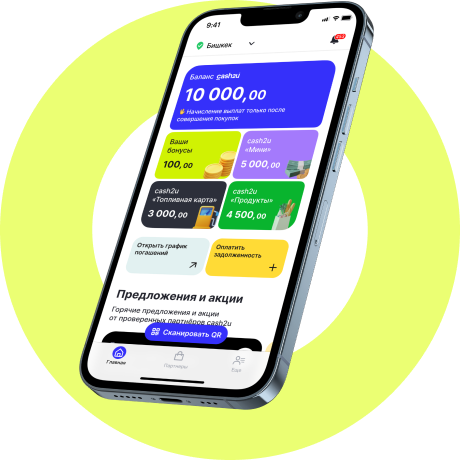 9:41
Бишкек
Баланс cash2u
10 000,00
Начисление выплат только после
совершения покупок
Ваши
бонусы
100,00
cash2u
«Мини»
5 000,00
cash2u
«Топливная карта»
3 000,00
cash2u
«Продукты»
4 500,00
Открыть график
погашений
Оплатить
задолженность
Предложения и акции
Горячие предложения и акции
от проверенных партнёров cash2u
Сканировать QR
Главная
Партнёры
Ещё